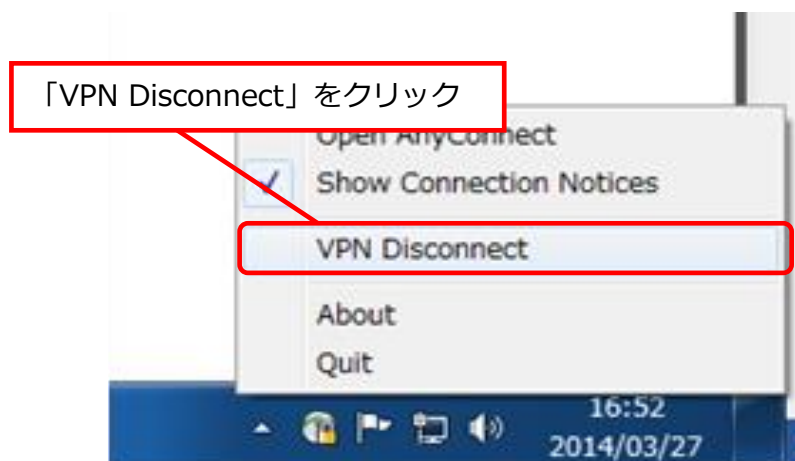 「VPN Disconnect」をクリック
Open AnyConnect
Show Connection Notices
VPN Disconnect
About
Quit
16:52
2014/03/27